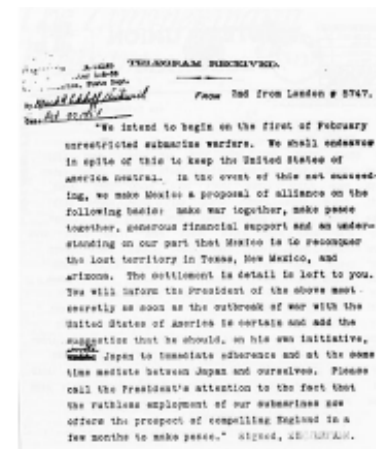 TELEGRAM RECEIVED.
From 2nd from London # 5747.
"We intend to begin on the first of February
unrestricted submarine warfare. We shall endeavor
in spite of this to keep the United States of
America neutral. In the event of this not succeed-
ing, we make Mexico a proposal of alliance on the
following basis: make war together, make peace
together, generous financial support and an under-
standing on our part that Mexico is to reconquer
the lost territory in Texas, New Mexico, and
Arizona. The settlement in detail is left to you.
You will inform the President of the above most
secretly as soon as the outbreak of war with the
United States of America is certain and add the
suggestion that he should, on his own initiative,
Japan to immediate adherence and at the same
time mediate between Japan and ourselves. Please
call the President's attention to the fact that
the ruthless employment of our submarines now
offers the prospect of compelling England in a
few months to make peace." Signed, ZIMMERMANN.